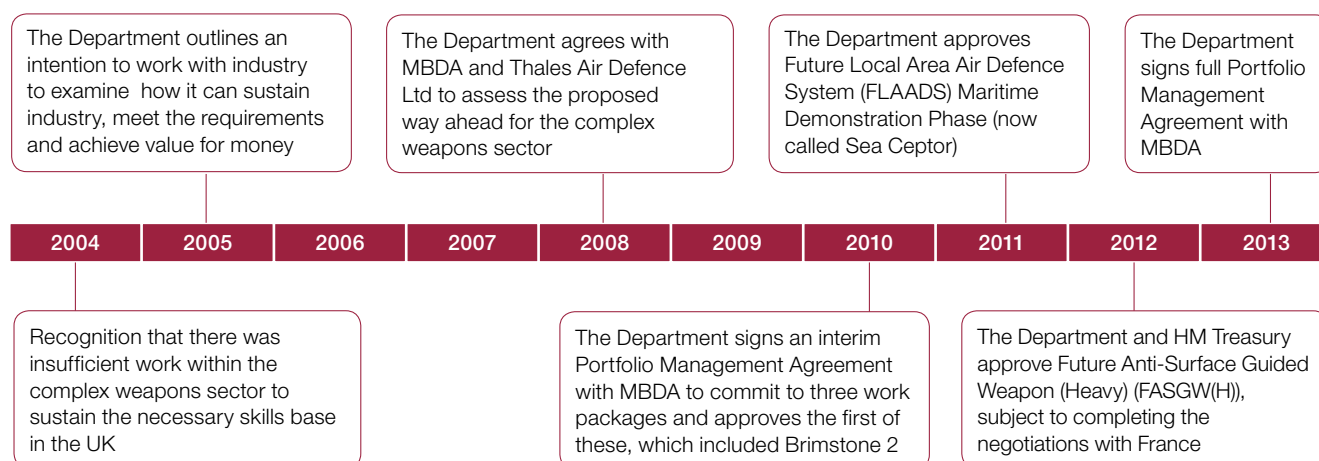 The Department outlines an
intention to work with industry
to examine how it can sustain
industry, meet the requirements
and achieve value for money
The Department agrees with
MBDA and Thales Air Defence
Ltd to assess the proposed
way ahead for the complex
weapons sector
The Department approves
Future Local Area Air Defence
System (FLAADS) Maritime
Demonstration Phase (now
called Sea Ceptor)
The Department
signs full Portfolio
Management
Agreement with
MBDA
2004 2005 2006 2007 2008 2009 2010 2011 2012 2013
Recognition that there was
insufficient work within the
complex weapons sector to
sustain the necessary skills base
in the UK
The Department signs an interim
Portfolio Management Agreement
with MBDA to commit to three work
packages and approves the first of
these, which included Brimstone 2
The Department and HM Treasury
approve Future Anti-Surface Guided
Weapon (Heavy) (FASGW(H)),
subject to completing the
negotiations with France